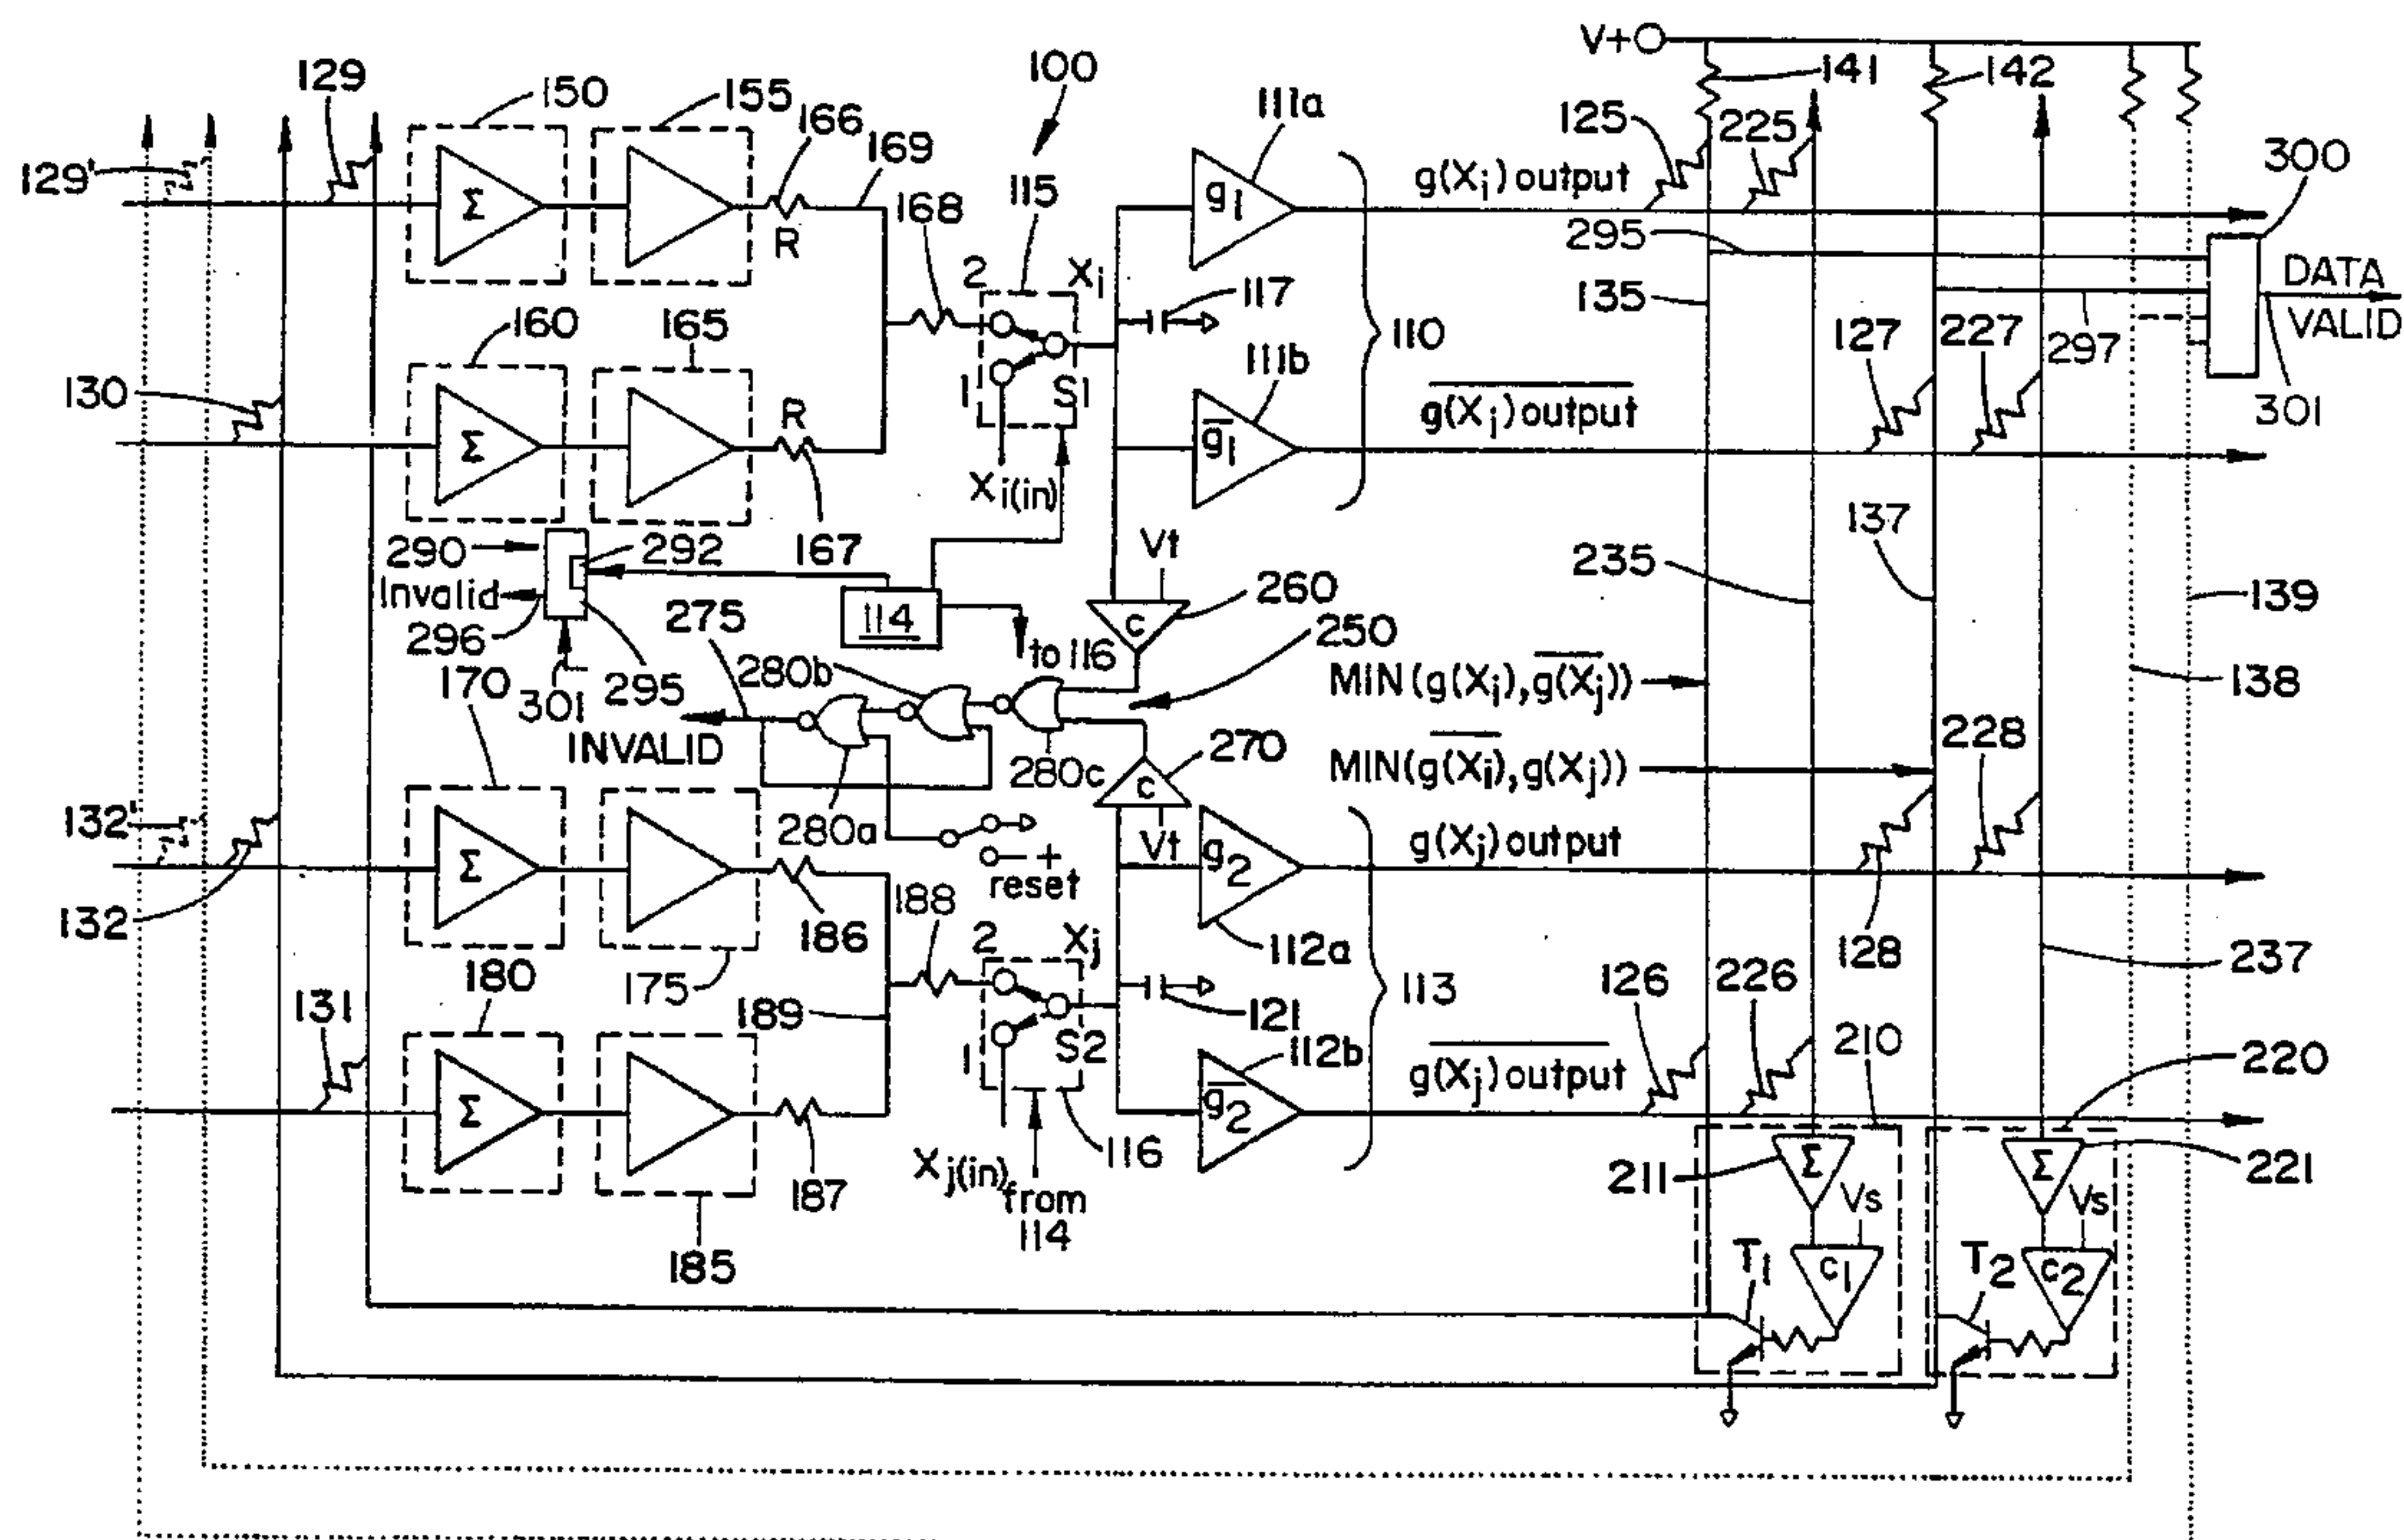 V+
129
150
155
100
141
142
166
111a
125
225
169
300
129'
g1
g(Xi) output
115
168
Σ
R
295
2
Xi
DATA
VALID
135
117
160
165
110
127
227
297
130
111b
1
S1
R
g(Xj) output
301
Σ
g1
Xi(in)
137
290
292
167
Vt
235
260
139
Invalid
275
114
C
250
296
280b
to 116
170
301
295
MIN(g(Xi), g(Xj))
138
INVALID
270
228
280c
MIN(g(Xi), g(Xj))
132'
C
280a
Vt
g(Xj) output
+
g2
Σ
reset
132
188
186
2
Xj
112a
128
237
180
175
126
226
113
131
189
121
210
1
S2
112b
220
g(Xj) output
Σ
g2
116
Xj(in)
211
Σ
Σ
221
187
from
114
Vs
Vs
185
T1
C1
T2
C2